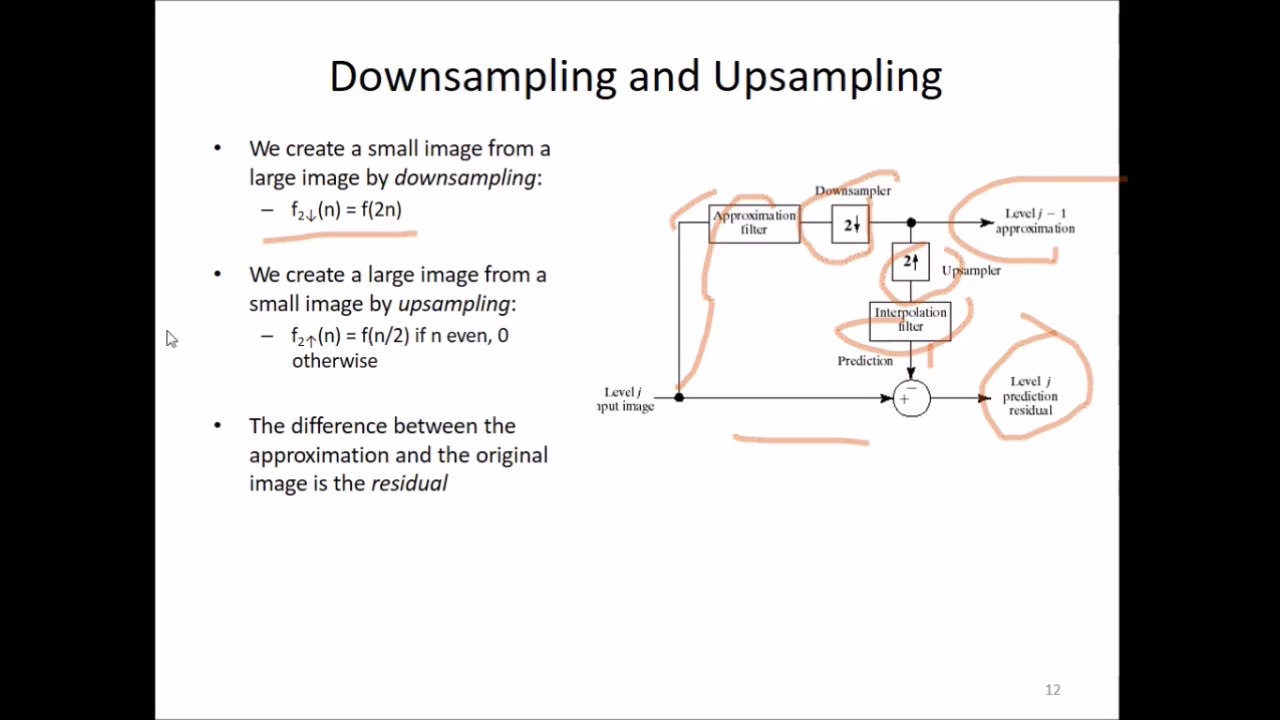 Downsampling and Upsampling
• We create a small image from a
large image by downsampling:
– f2↓(n) = f(2n)
• We create a large image from a
small image by upsampling:
– f2↑(n) = f(n/2) if n even, 0
otherwise
• The difference between the
approximation and the original
image is the residual
Downsampler
Approximation
filter
2↓
Level j − 1
approximation
2↑
Upsampler
Interpolation
filter
Prediction
Level j
nput image
−
+
Level j
prediction
residual
12